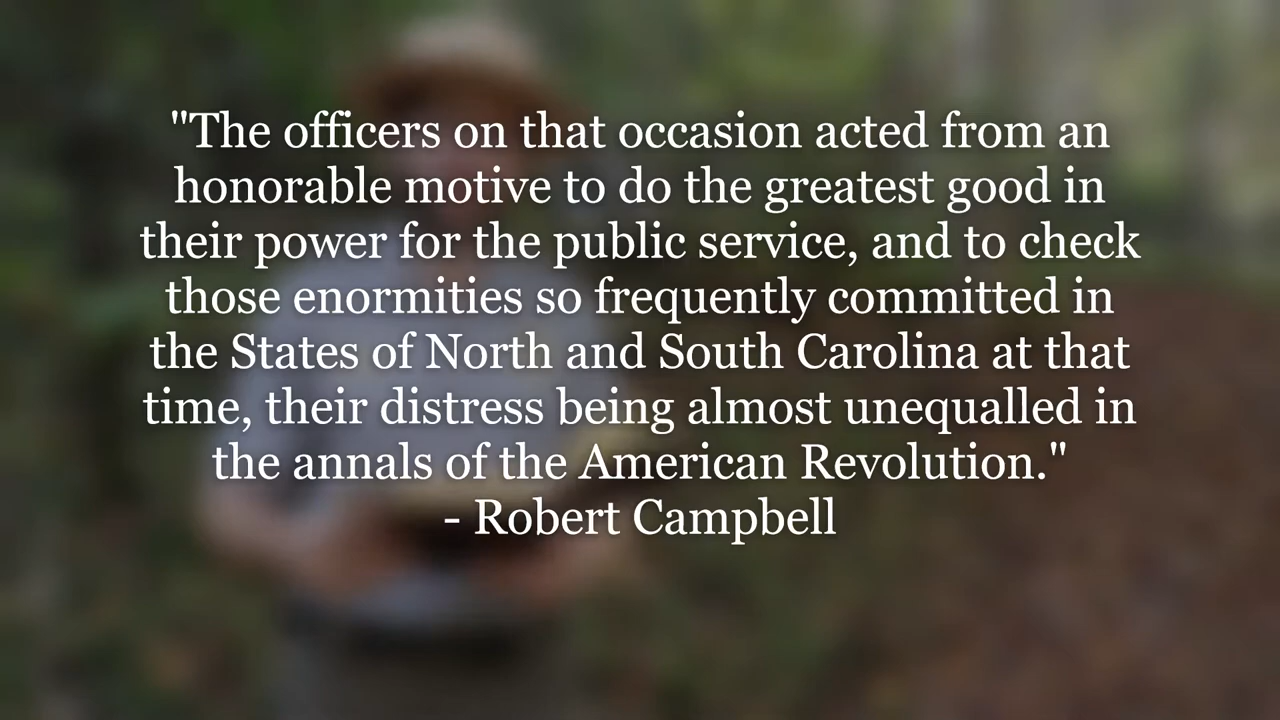 "The officers on that occasion acted from an
honorable motive to do the greatest good in
their power for the public service, and to check
those enormities so frequently committed in
the States of North and South Carolina at that
time, their distress being almost unequalled in
the annals of the American Revolution."
- Robert Campbell